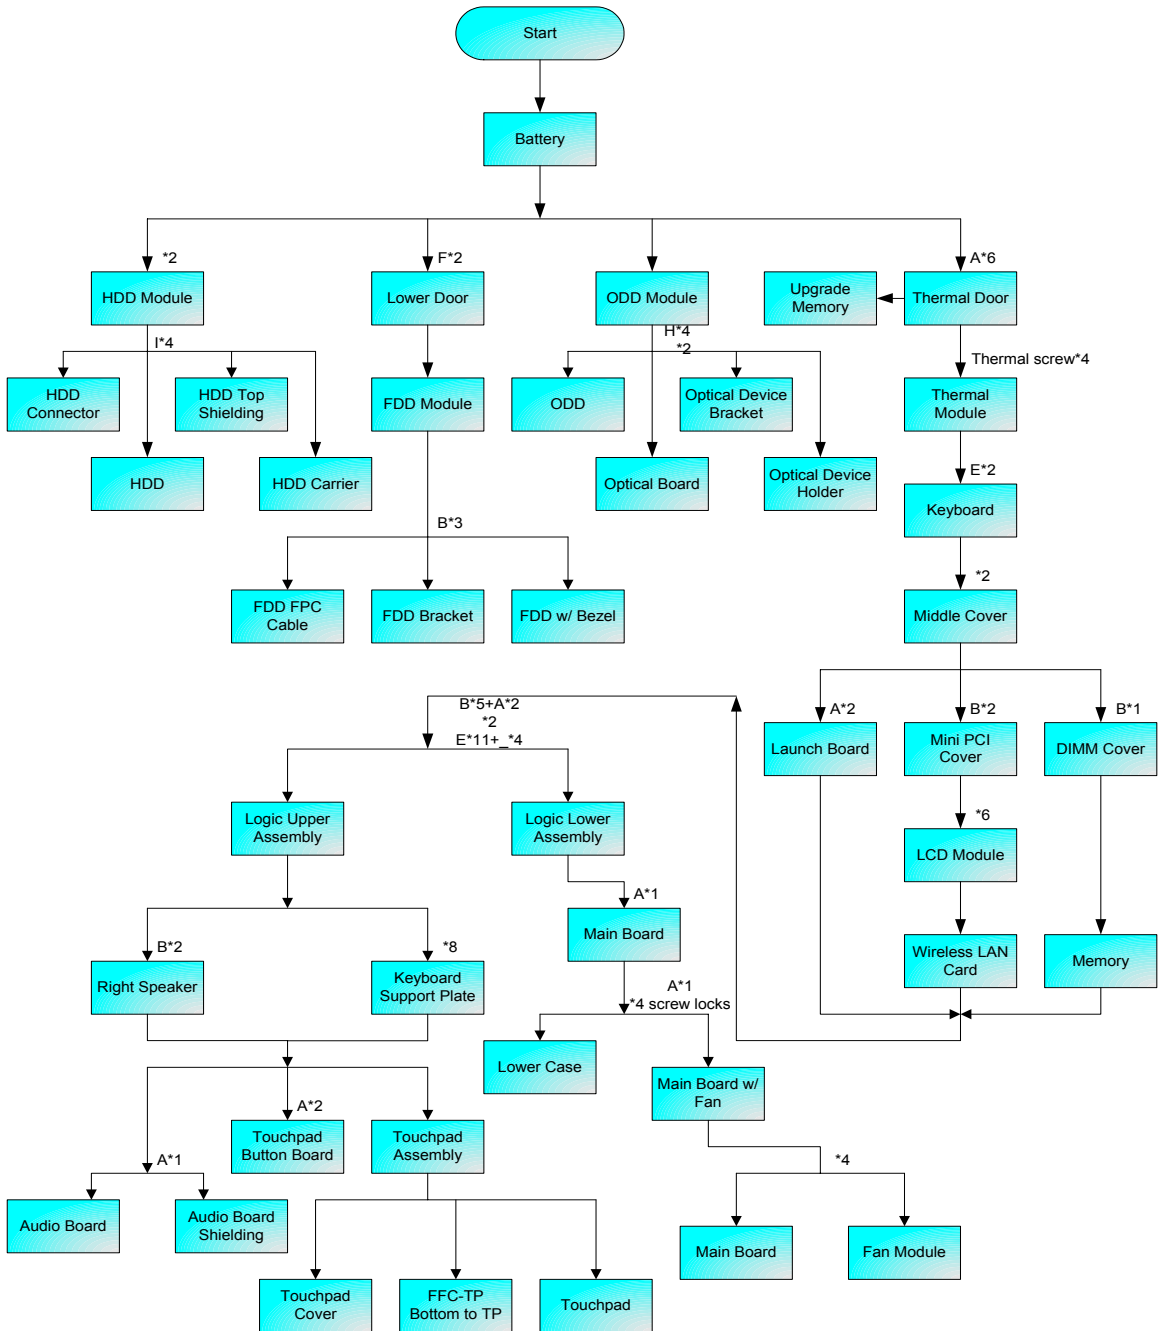 Start
Battery
*2
F*2
A*6
HDD Module
Lower Door
ODD Module
Upgrade
Memory
Thermal Door
I*4
H*4
*2
Thermal screw*4
HDD
Connector
HDD Top
Shielding
FDD Module
ODD
Optical Device
Bracket
Thermal
Module
HDD
HDD Carrier
Optical Board
Optical Device
Holder
E*2
Keyboard
B*3
*2
FDD FPC
Cable
FDD Bracket
FDD w/ Bezel
Middle Cover
B*5+A*2
*2
E*11+_*4
A*2
B*2
B*1
Launch Board
Mini PCI
Cover
DIMM Cover
Logic Upper
Assembly
Logic Lower
Assembly
*6
LCD Module
A*1
Main Board
B*2
*8
Right Speaker
Keyboard
Support Plate
Wireless LAN
Card
Memory
A*1
*4 screw locks
Lower Case
Main Board w/
Fan
A*2
Touchpad
Button Board
Touchpad
Assembly
A*1
*4
Audio Board
Audio Board
Shielding
Main Board
Fan Module
Touchpad
Cover
FFC-TP
Bottom to TP
Touchpad